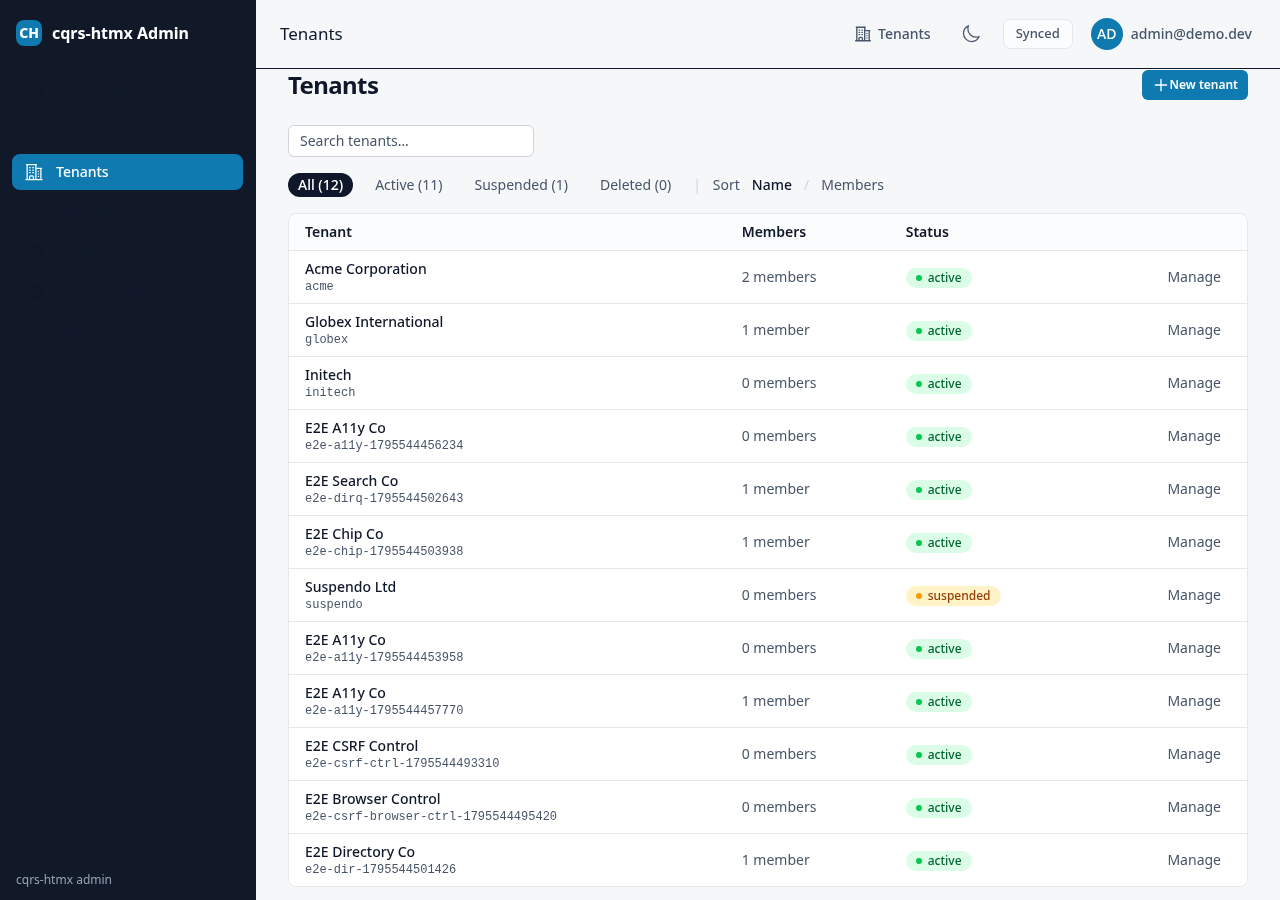 CH cqrs-htmx Admin
Tenants
cqrs-htmx admin
Tenants
Tenants
Synced
AD admin@demo.dev
Tenants
New tenant
Search tenants...
All (12) Active (11) Suspended (1) Deleted (0) | Sort Name / Members
Tenant Members Status
Acme Corporation
acme
2 members active Manage
Globex International
globex
1 member active Manage
Initech
initech
0 members active Manage
E2E A11y Co
e2e-a11y-1795544456234
0 members active Manage
E2E Search Co
e2e-dirq-1795544502643
1 member active Manage
E2E Chip Co
e2e-chip-1795544503938
1 member active Manage
Suspendo Ltd
suspendo
0 members suspended Manage
E2E A11y Co
e2e-a11y-1795544453958
0 members active Manage
E2E A11y Co
e2e-a11y-1795544457770
1 member active Manage
E2E CSRF Control
e2e-csrf-ctrl-1795544493310
0 members active Manage
E2E Browser Control
e2e-csrf-browser-ctrl-1795544495420
0 members active Manage
E2E Directory Co
e2e-dir-1795544501426
1 member active Manage